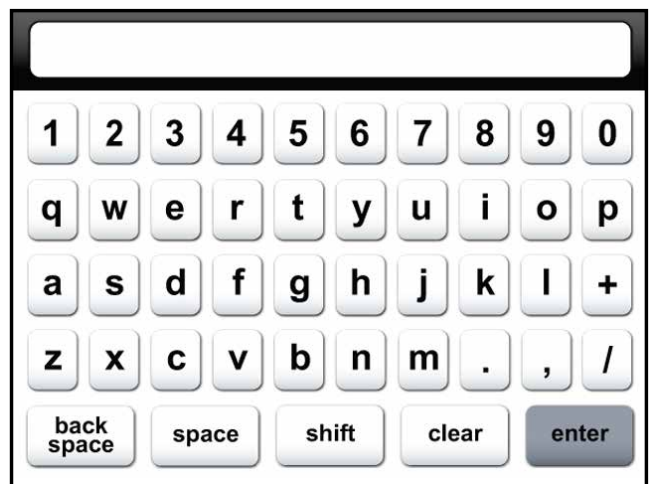 1 2 3 4 5 6 7 8 9 0
q w e r t y u i o p
a s d f g h j k l +
z x c v b n m . , /
back
space space shift clear enter